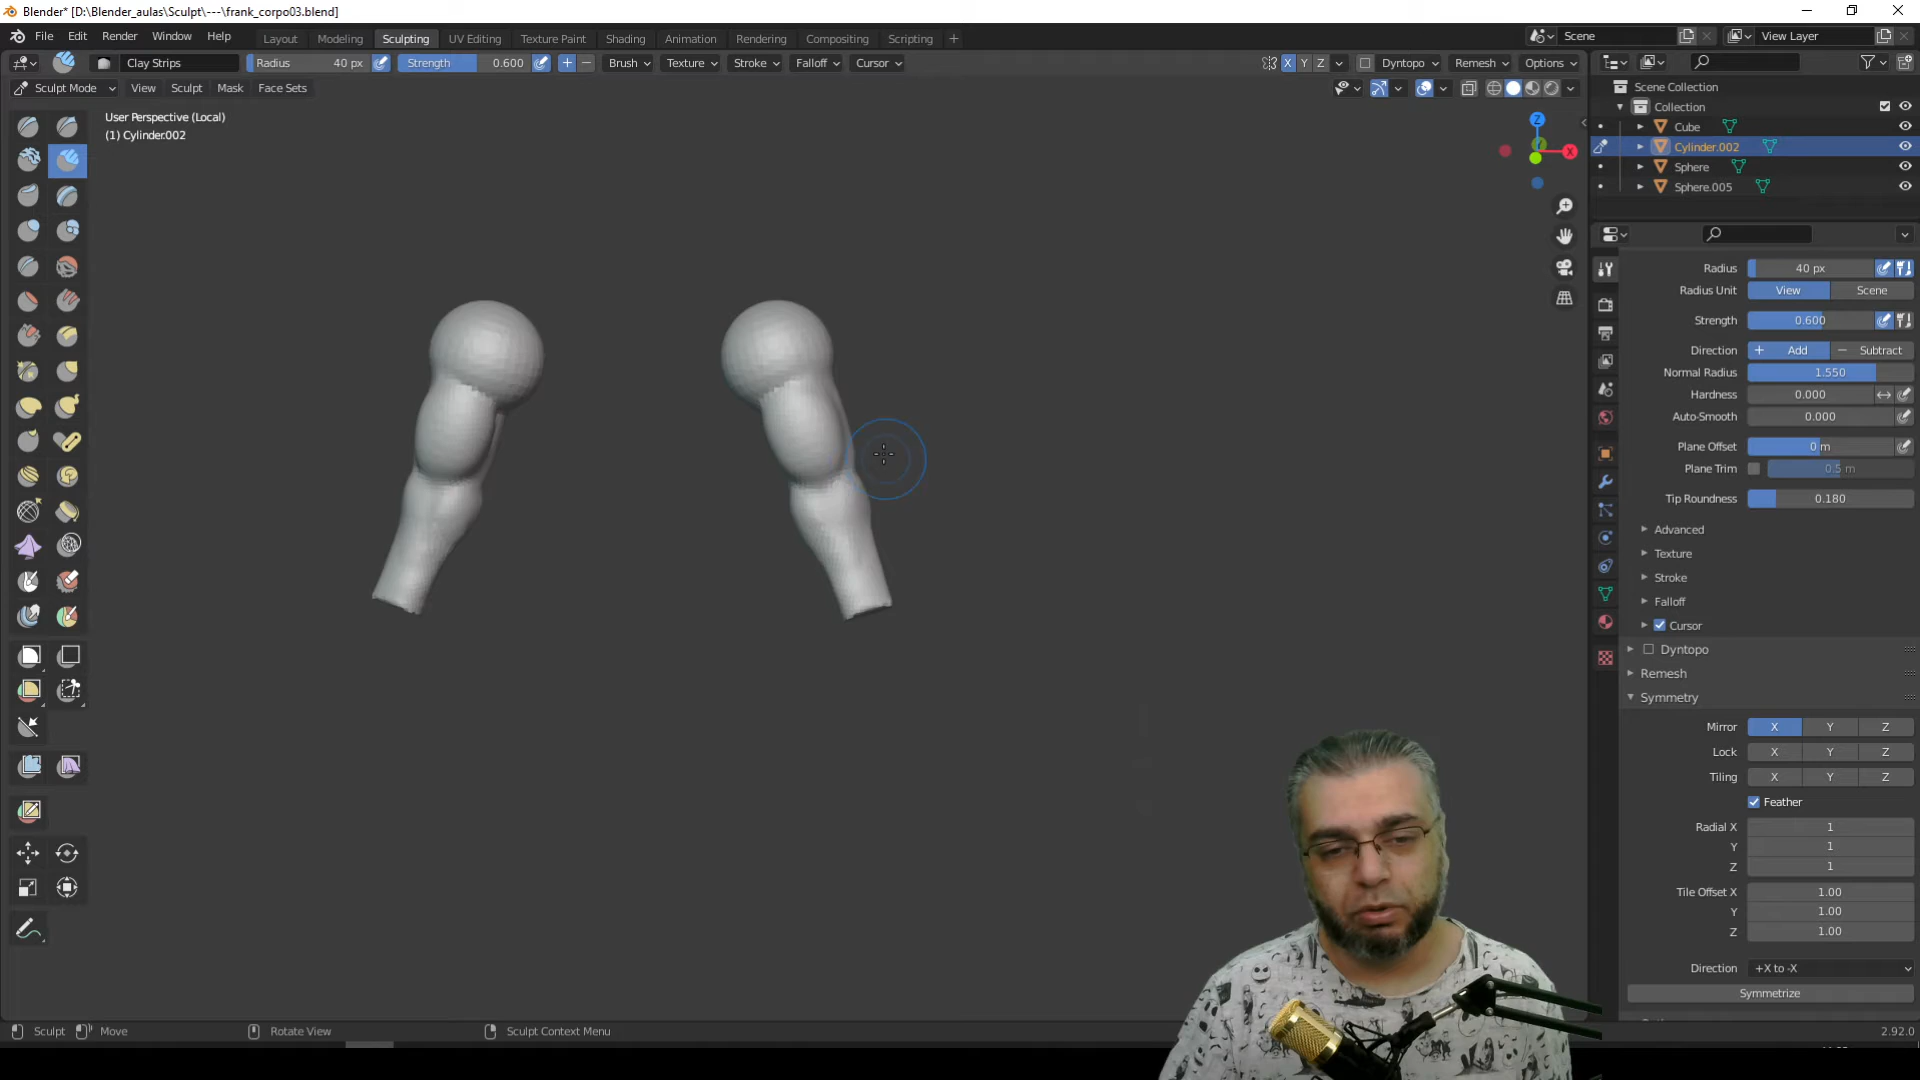 Blender* [D:\Blender_aulas\Sculpt\---\frank_corpo03.blend]
File Edit Render Window Help
Layout Modeling Sculpting UV Editing Texture Paint Shading Animation Rendering Compositing Scripting +
Scene
View Layer
Clay Strips
Radius 40 px
Strength 0.600
Brush Texture Stroke Falloff Cursor
X Y Z
Dyntopo Remesh Options
Sculpt Mode View Sculpt Mask Face Sets
User Perspective (Local)
(1) Cylinder.002
Z
X
Scene Collection
Collection
Cube
Cylinder.002
Sphere
Sphere.005
Radius 40 px
Radius Unit View Scene
Strength 0.600
Direction + Add − Subtract
Normal Radius 1.550
Hardness 0.000
Auto-Smooth 0.000
Plane Offset 0 m
Plane Trim 0.5 m
Tip Roundness 0.180
Advanced
Texture
Stroke
Falloff
Cursor
Dyntopo
Remesh
Symmetry
Mirror X Y Z
Lock X Y Z
Tiling X Y Z
Feather
Radial X 1
Y 1
Z 1
Tile Offset X 1.00
Y 1.00
Z 1.00
Direction +X to -X
Symmetrize
Sculpt Move Rotate View Sculpt Context Menu 2.92.0